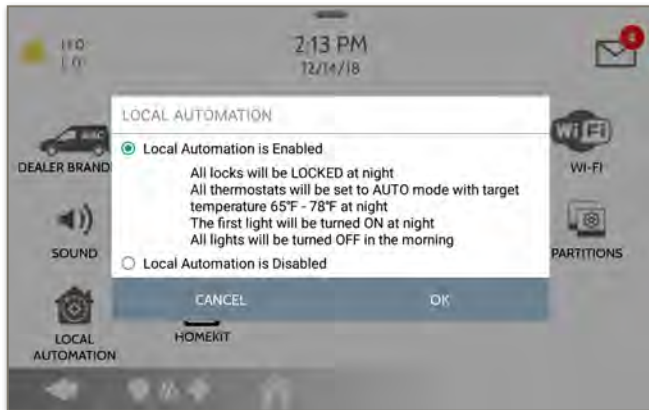 2:13 PM
12/14/18
4
DEALER BRAND
WI-FI
SOUND
PARTITIONS
LOCAL AUTOMATION
Local Automation is Enabled
All locks will be LOCKED at night
All thermostats will be set to AUTO mode with target
temperature 65°F - 78°F at night
The first light will be turned ON at night
All lights will be turned OFF in the morning
Local Automation is Disabled
CANCEL
OK
LOCAL
AUTOMATION
HOMEKIT